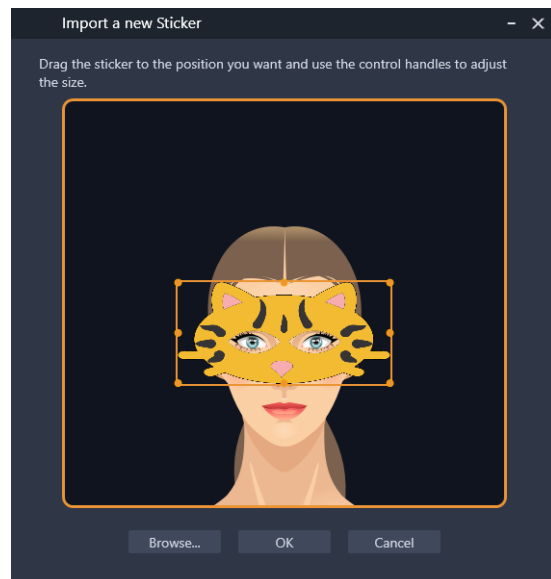 Import a new Sticker
Drag the sticker to the position you want and use the control handles to adjust
the size.
Browse...
OK
Cancel